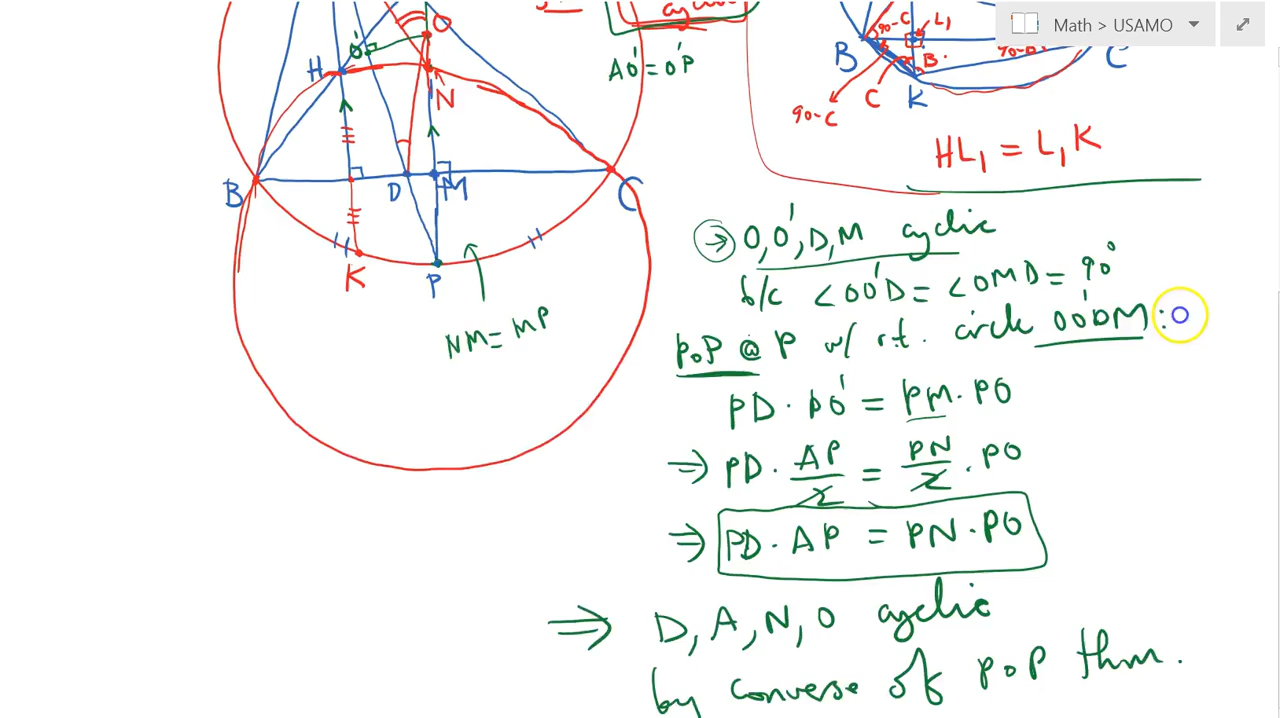 Math > USAMO
AO' = O'P
O
O'
H
N
B
D
M
C
K
P
NM = MP
B
90-C
L₁
90-B
B
C
K
C
90-C
HL₁ = L₁K
⇒ O, O', D, M cyclic
b/c ∠OO'D = ∠OMD = 90°
POP @ P w/ r.t. circle OO'DM:
PD · PO' = PM · PO
⇒ PD · AP/2 = PN/2 · PO
⇒ PD · AP = PN · PO
⇒ D, A, N, O cyclic
by converse of POP thm.